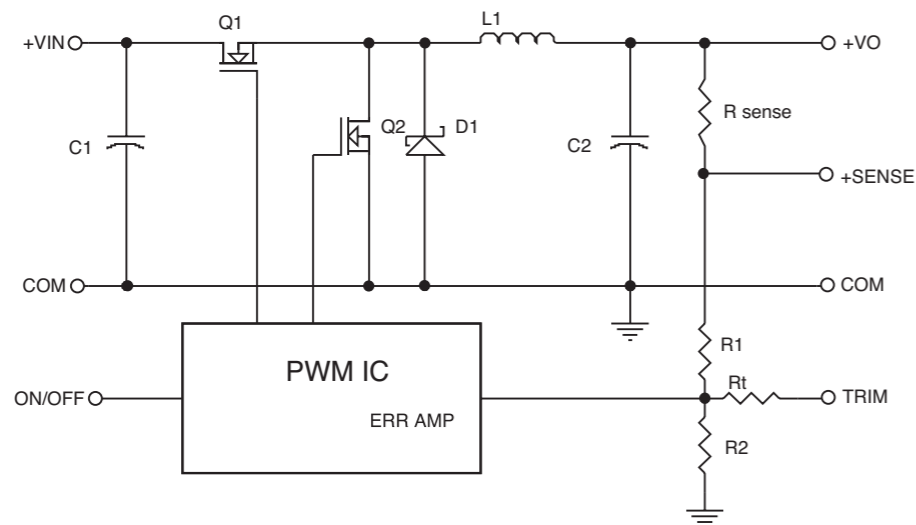 Q1
L1
+VIN
+VO
R sense
Q2
D1
C1
C2
+SENSE
COM
COM
R1
PWM IC
Rt
ON/OFF
TRIM
ERR AMP
R2